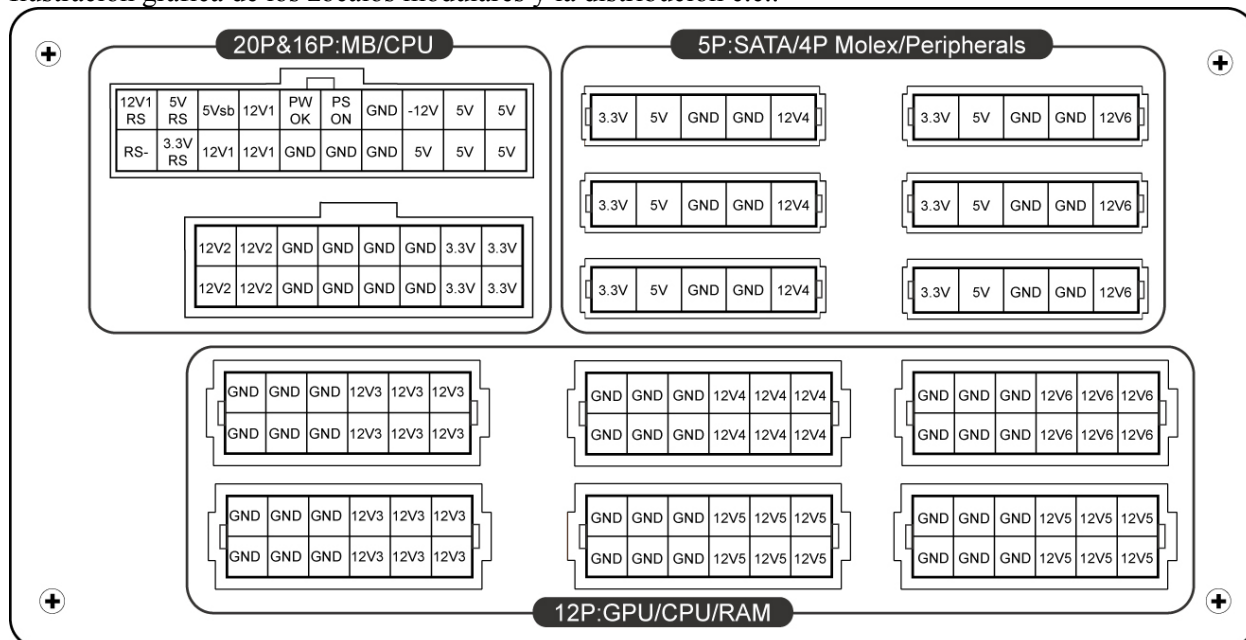 Ilustración gráfica de los zócalos modulares y la distribución c.c.:
20P&16P:MB/CPU
12V1 RS 5V RS 5Vsb 12V1 PW OK PS ON GND -12V 5V 5V
RS- 3.3V RS 12V1 12V1 GND GND GND 5V 5V 5V
12V2 12V2 GND GND GND GND 3.3V 3.3V
12V2 12V2 GND GND GND GND 3.3V 3.3V
5P:SATA/4P Molex/Peripherals
3.3V 5V GND GND 12V4
3.3V 5V GND GND 12V6
3.3V 5V GND GND 12V4
3.3V 5V GND GND 12V6
3.3V 5V GND GND 12V4
3.3V 5V GND GND 12V6
GND GND GND 12V3 12V3 12V3
GND GND GND 12V3 12V3 12V3
GND GND GND 12V4 12V4 12V4
GND GND GND 12V4 12V4 12V4
GND GND GND 12V6 12V6 12V6
GND GND GND 12V6 12V6 12V6
GND GND GND 12V3 12V3 12V3
GND GND GND 12V3 12V3 12V3
GND GND GND 12V5 12V5 12V5
GND GND GND 12V5 12V5 12V5
GND GND GND 12V5 12V5 12V5
GND GND GND 12V5 12V5 12V5
12P:GPU/CPU/RAM